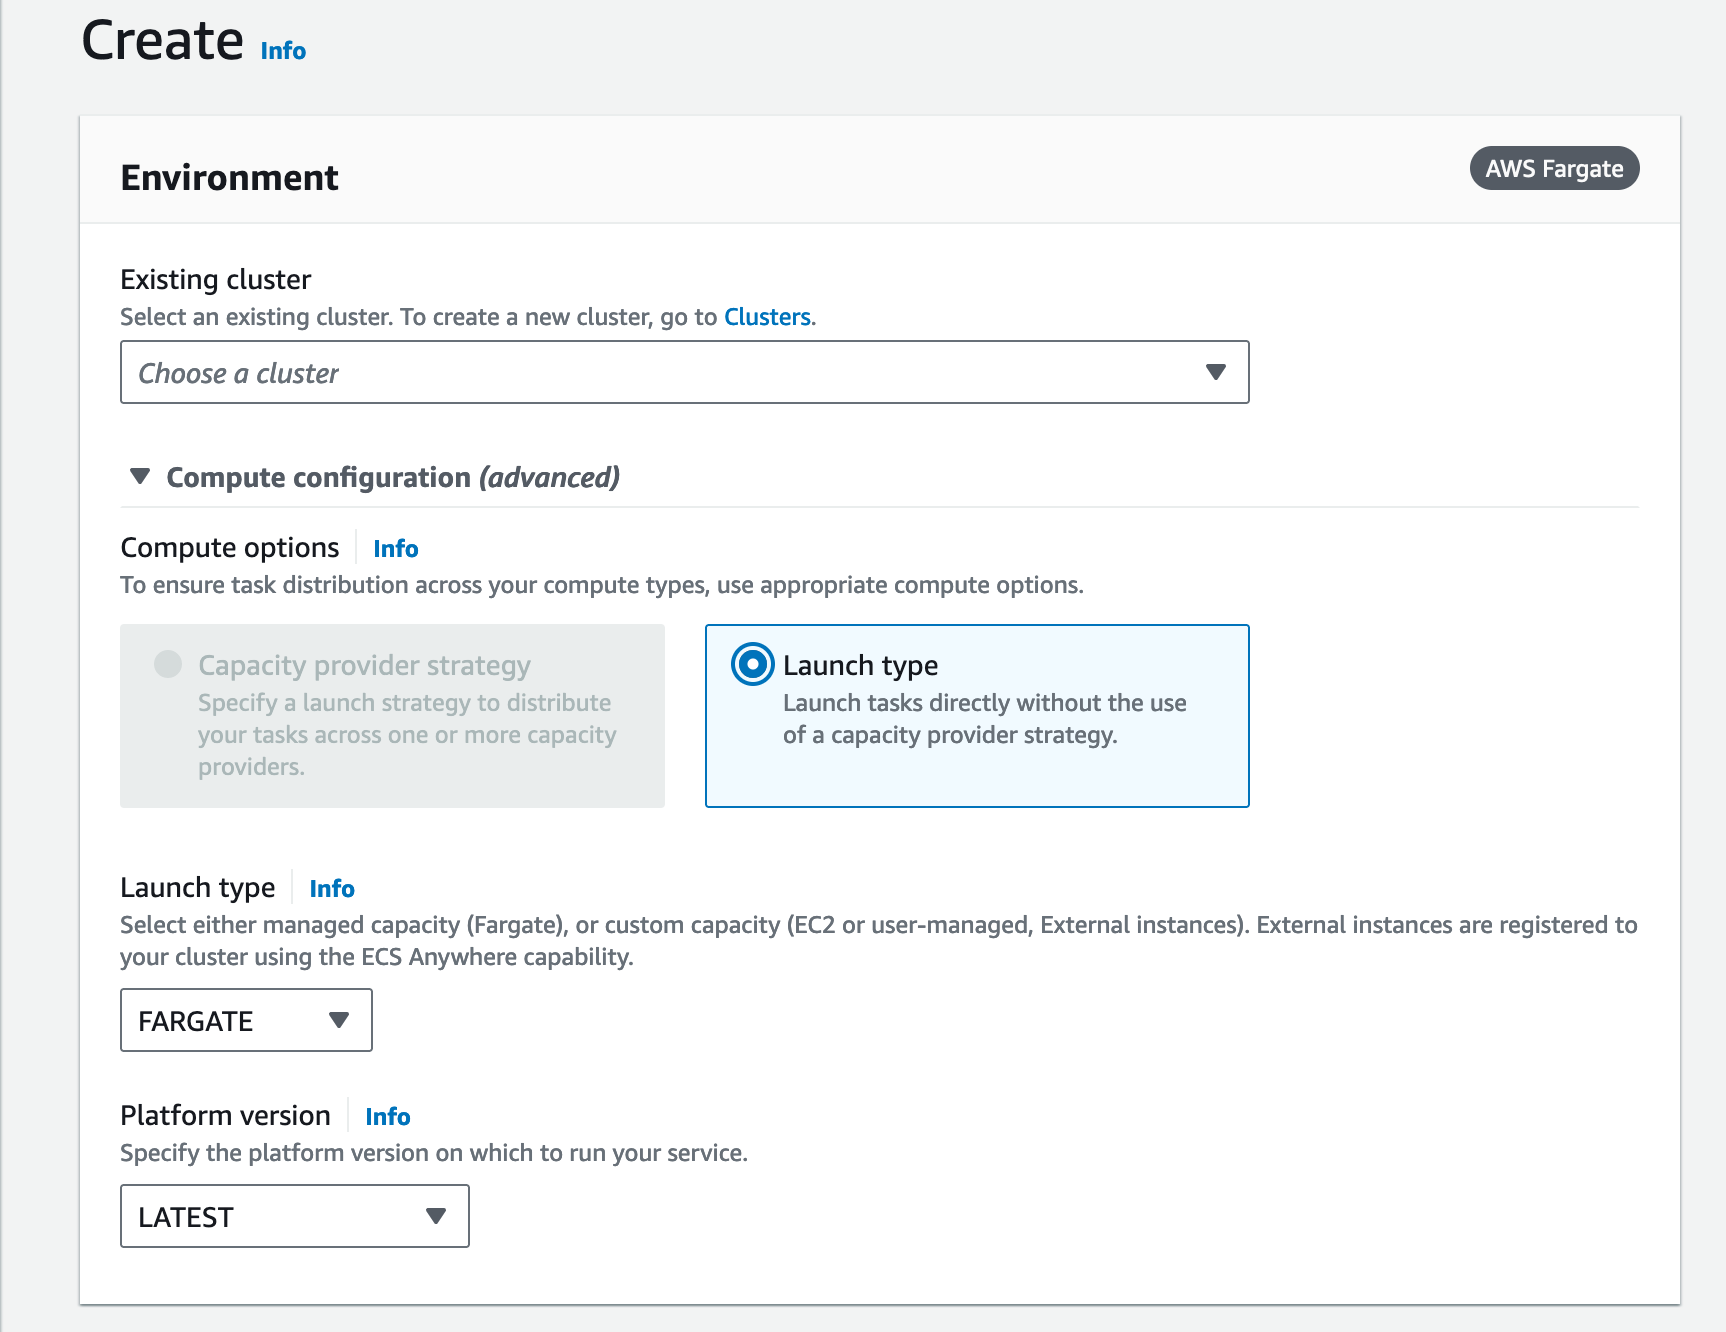 Create Info
Environment
AWS Fargate
Existing cluster
Select an existing cluster. To create a new cluster, go to Clusters.
Choose a cluster
Compute configuration (advanced)
Compute options Info
To ensure task distribution across your compute types, use appropriate compute options.
Capacity provider strategy
Specify a launch strategy to distribute
your tasks across one or more capacity
providers.
Launch type
Launch tasks directly without the use
of a capacity provider strategy.
Launch type Info
Select either managed capacity (Fargate), or custom capacity (EC2 or user-managed, External instances). External instances are registered to
your cluster using the ECS Anywhere capability.
FARGATE
Platform version Info
Specify the platform version on which to run your service.
LATEST